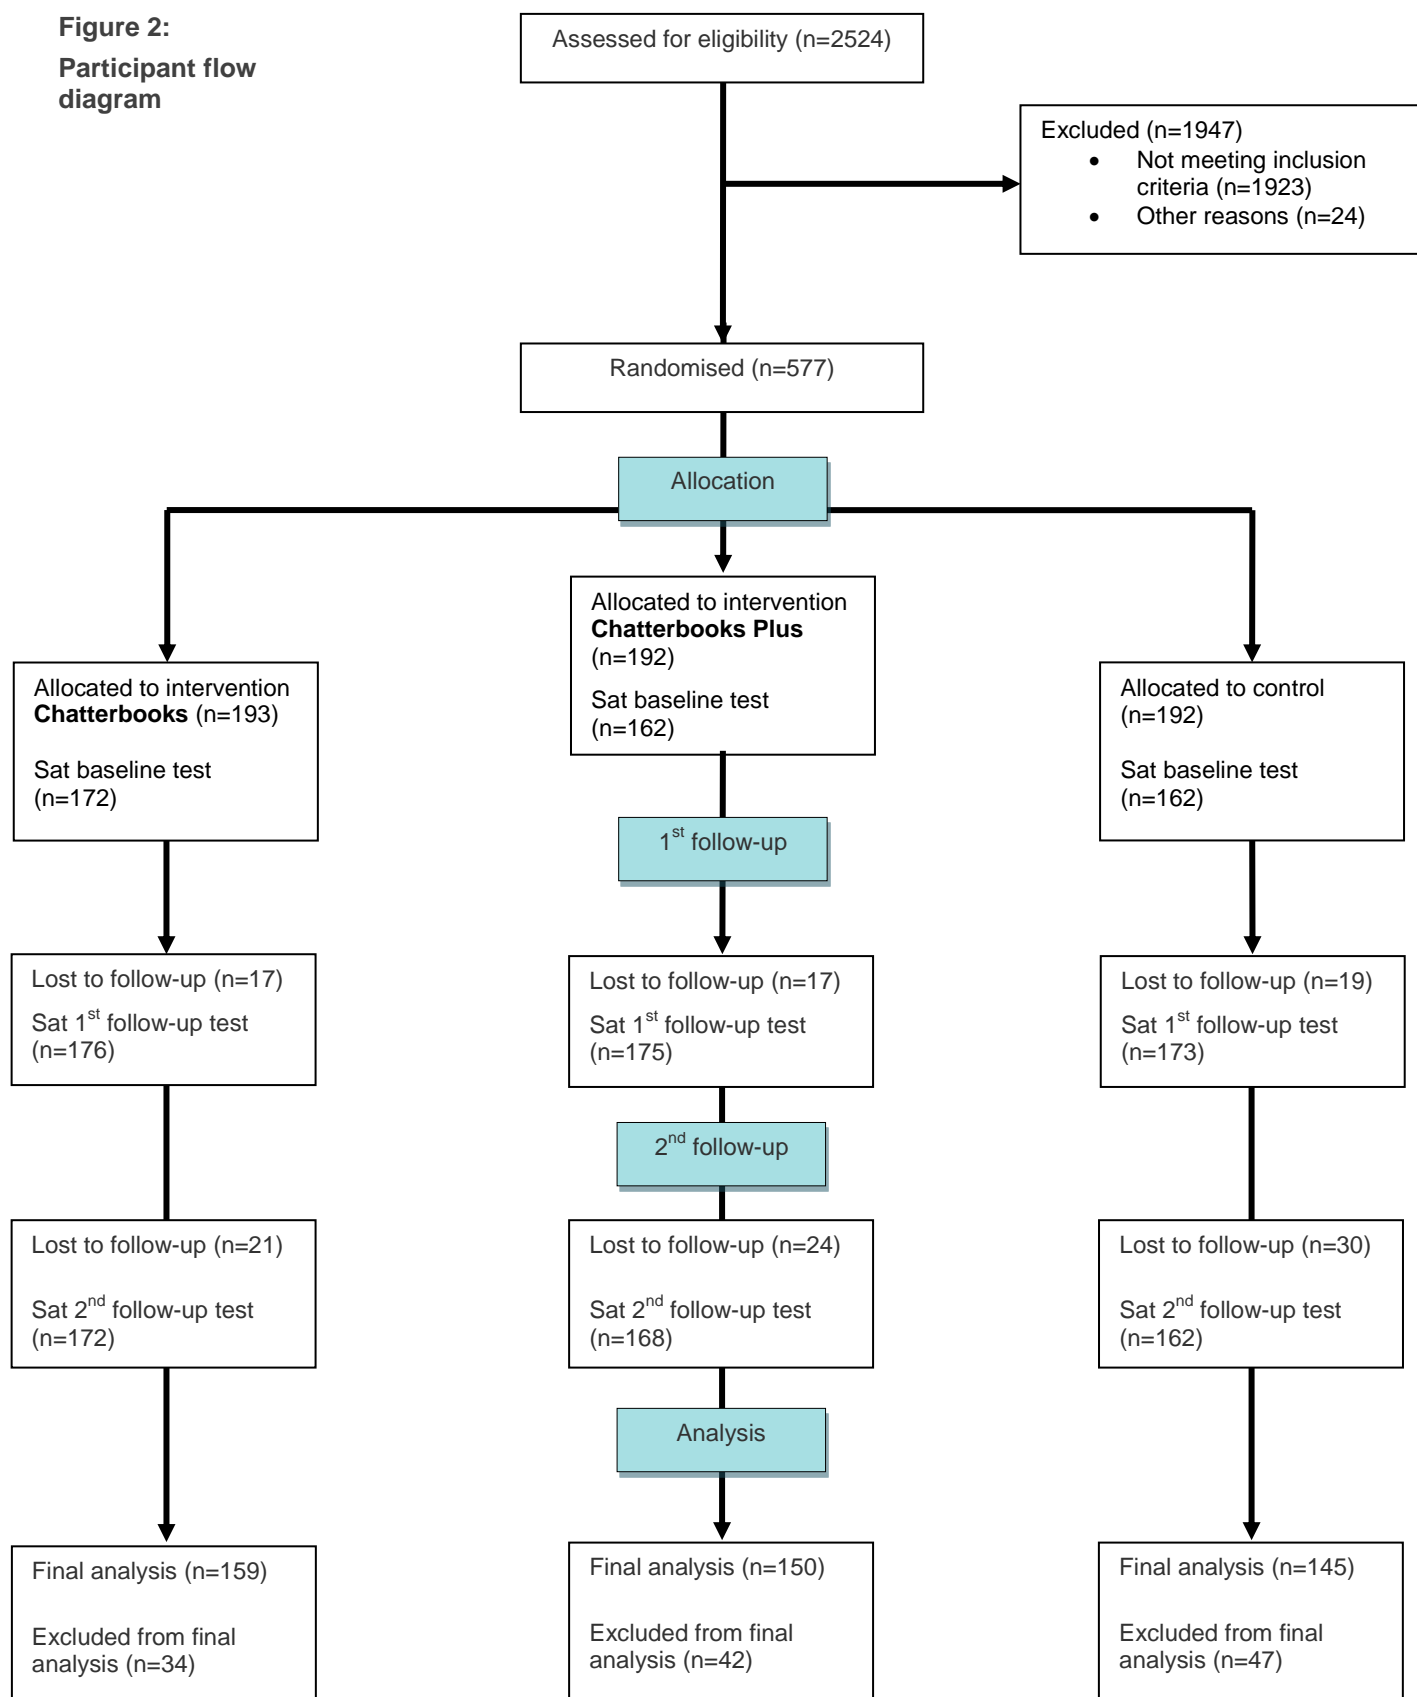 Figure 2:
Participant flow
diagram
Assessed for eligibility (n=2524)
Excluded (n=1947)
• Not meeting inclusion
criteria (n=1923)
• Other reasons (n=24)
Randomised (n=577)
Allocation
Allocated to intervention
Chatterbooks (n=193)
Sat baseline test
(n=172)
Allocated to intervention
Chatterbooks Plus
(n=192)
Sat baseline test
(n=162)
Allocated to control
(n=192)
Sat baseline test
(n=162)
1st follow-up
Lost to follow-up (n=17)
Sat 1st follow-up test
(n=176)
Lost to follow-up (n=17)
Sat 1st follow-up test
(n=175)
Lost to follow-up (n=19)
Sat 1st follow-up test
(n=173)
2nd follow-up
Lost to follow-up (n=21)
Sat 2nd follow-up test
(n=172)
Lost to follow-up (n=24)
Sat 2nd follow-up test
(n=168)
Lost to follow-up (n=30)
Sat 2nd follow-up test
(n=162)
Analysis
Final analysis (n=159)
Excluded from final
analysis (n=34)
Final analysis (n=150)
Excluded from final
analysis (n=42)
Final analysis (n=145)
Excluded from final
analysis (n=47)